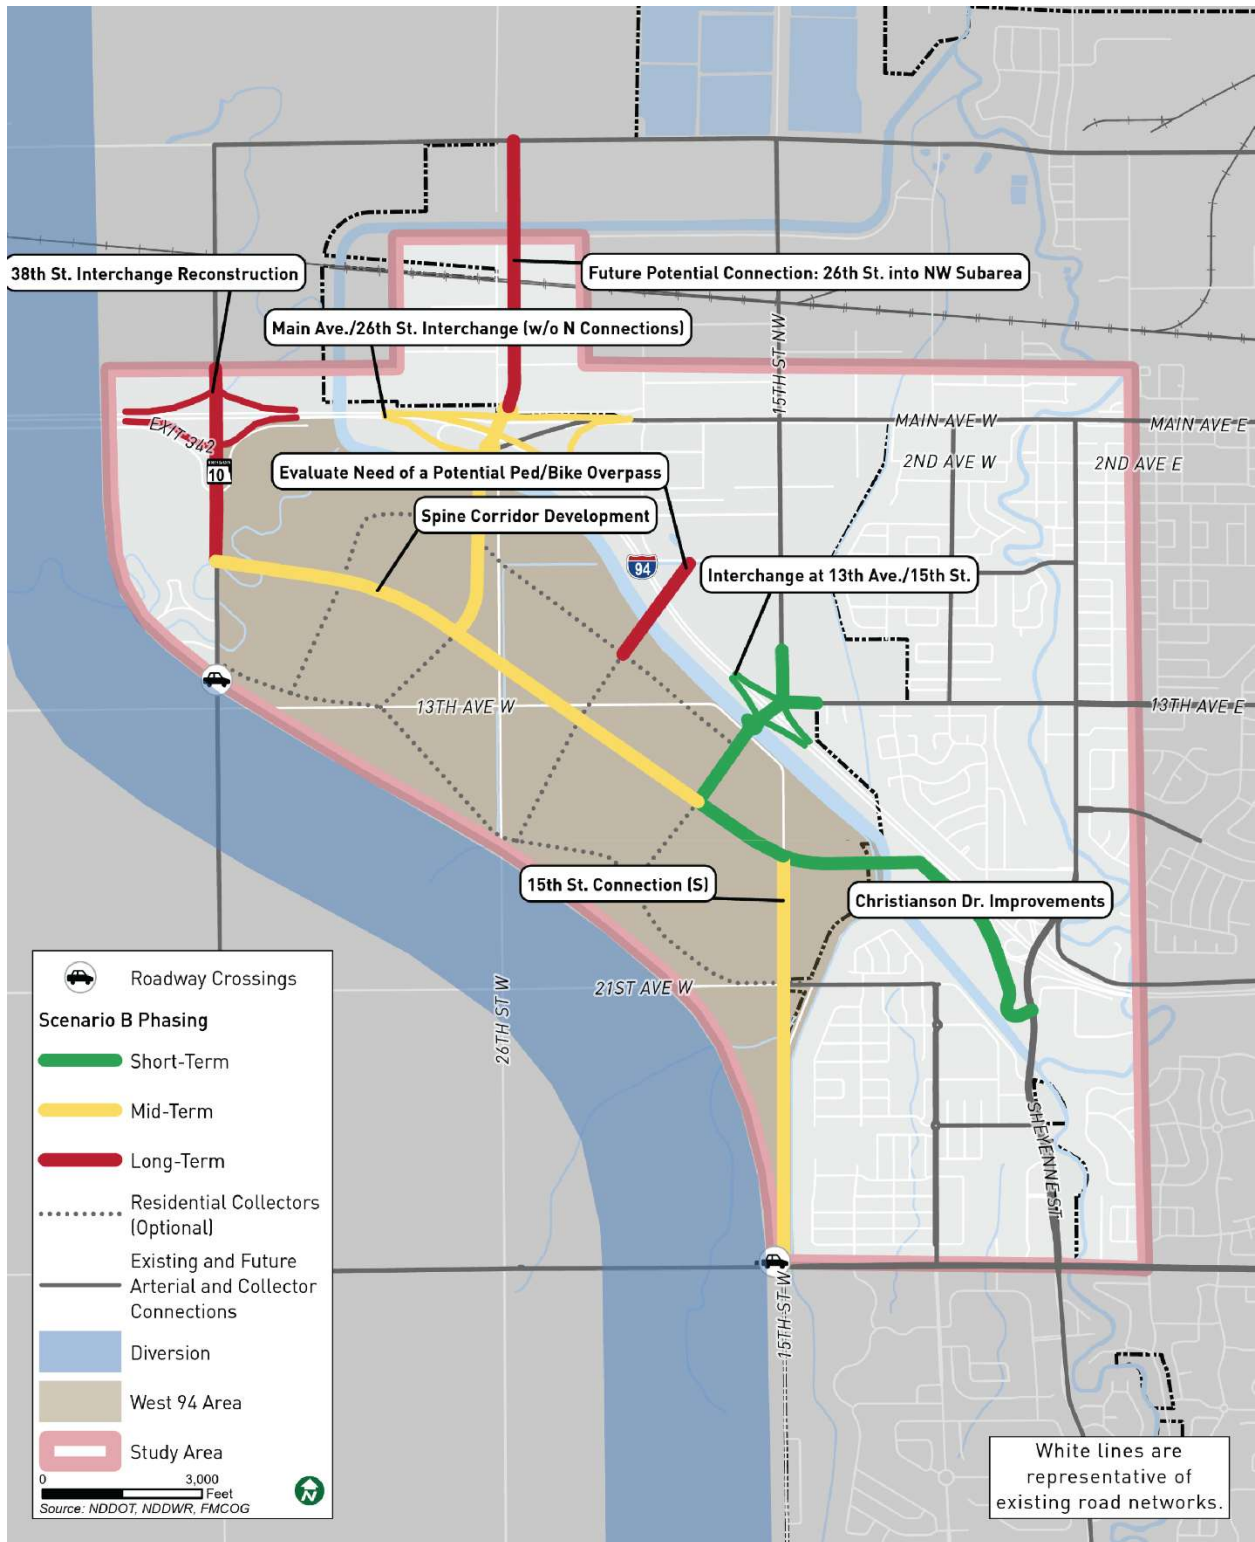 38th St. Interchange Reconstruction
Future Potential Connection: 26th St. into NW Subarea
Main Ave./26th St. Interchange (w/o N Connections)
15TH ST NW
EXIT 342
MAIN AVE W
MAIN AVE E
2ND AVE W
2ND AVE E
10
Evaluate Need of a Potential Ped/Bike Overpass
Spine Corridor Development
94
Interchange at 13th Ave./15th St.
13TH AVE W
13TH AVE E
15th St. Connection (S)
Christianson Dr. Improvements
21ST AVE W
26TH ST W
SHEYENNE ST
15TH ST W
Roadway Crossings
Scenario B Phasing
Short-Term
Mid-Term
Long-Term
Residential Collectors
(Optional)
Existing and Future
Arterial and Collector
Connections
Diversion
West 94 Area
Study Area
0 3,000
Feet
N
Source: NDDOT, NDDWR, FMCOG
White lines are
representative of
existing road networks.